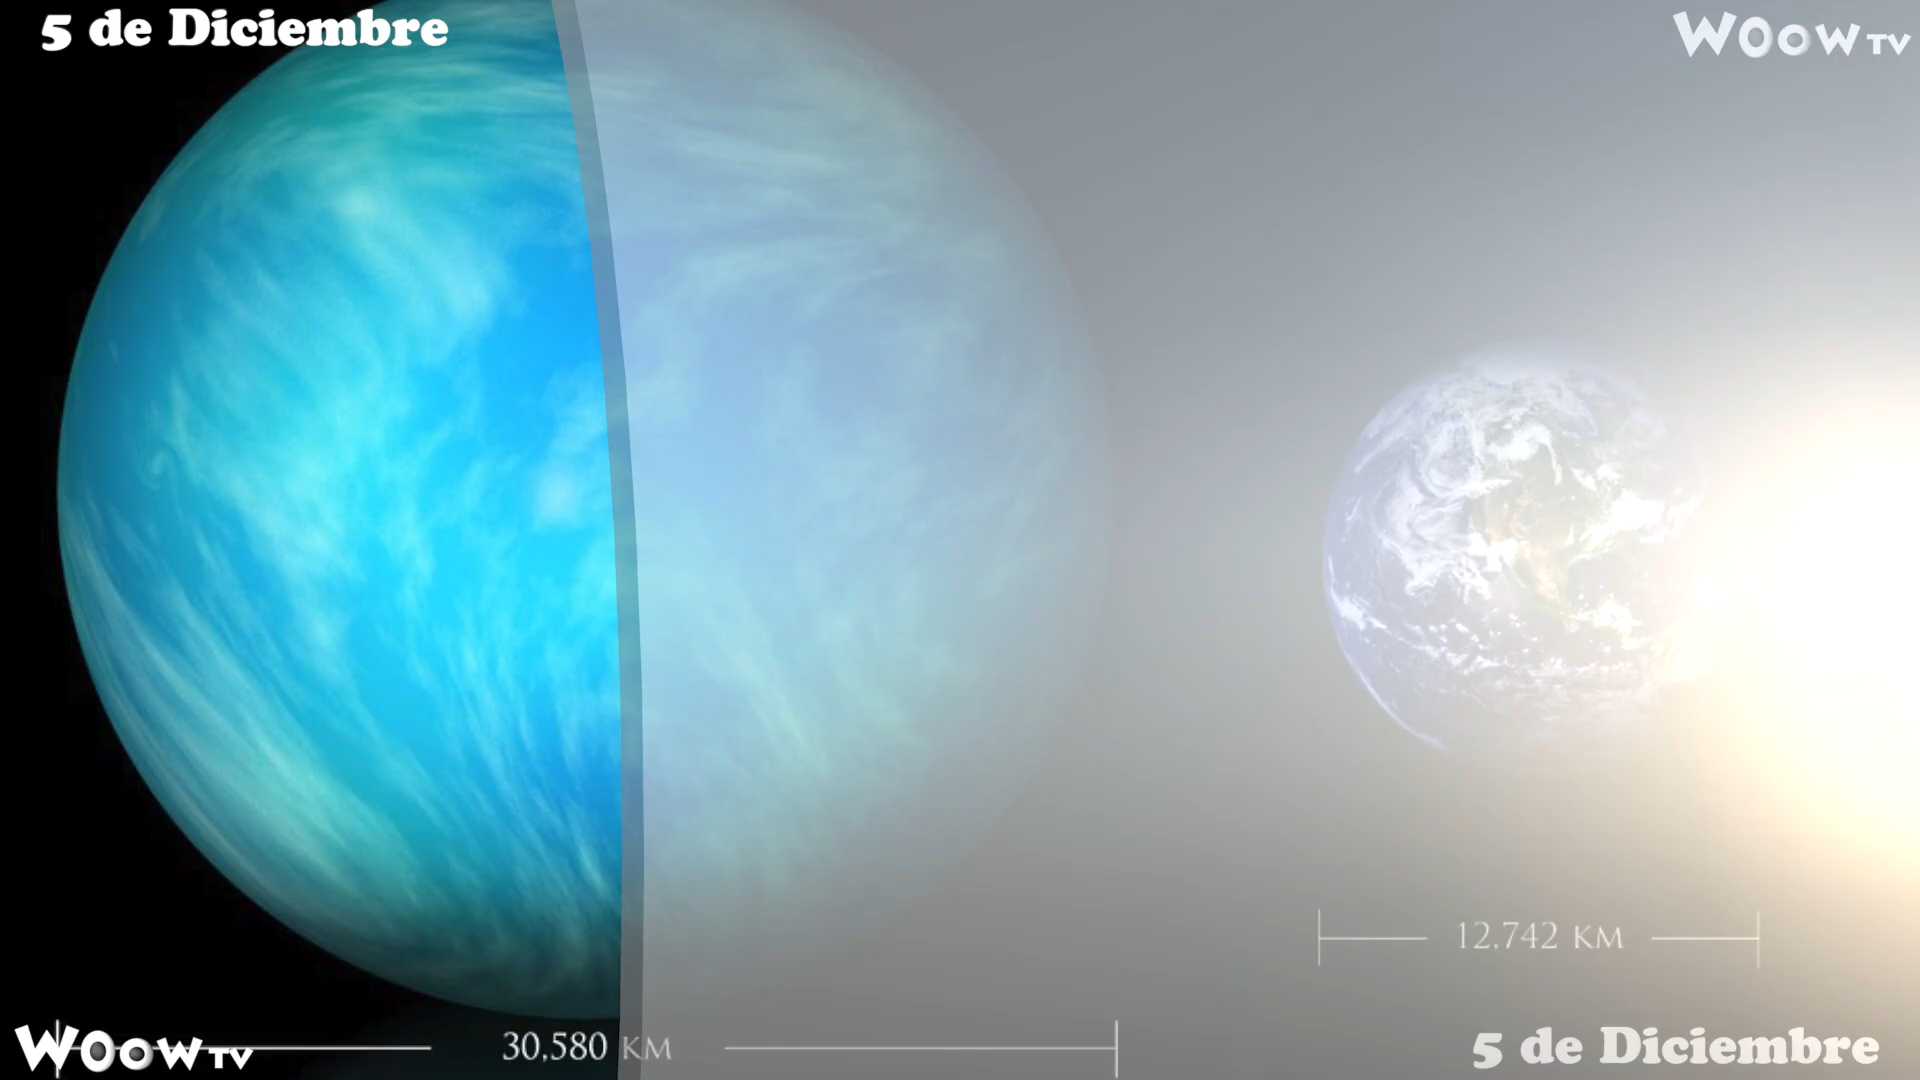 5 de Diciembre
WOOW TV
12,742 KM
30,580 KM
WOOW TV
5 de Diciembre